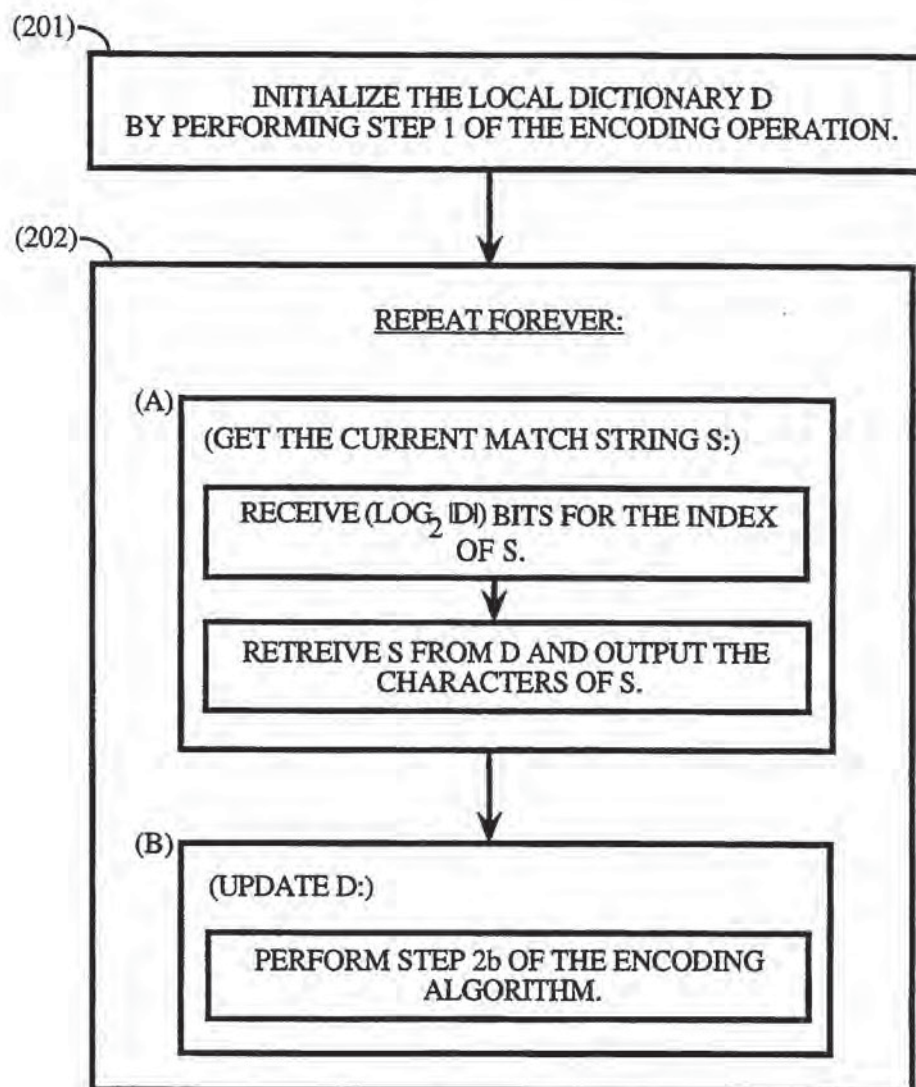 (201)
INITIALIZE THE LOCAL DICTIONARY D
BY PERFORMING STEP 1 OF THE ENCODING OPERATION.
(202)
REPEAT FOREVER:
(A)
(GET THE CURRENT MATCH STRING S:)
RECEIVE (LOG₂ |D|) BITS FOR THE INDEX
OF S.
RETREIVE S FROM D AND OUTPUT THE
CHARACTERS OF S.
(B)
(UPDATE D:)
PERFORM STEP 2b OF THE ENCODING
ALGORITHM.